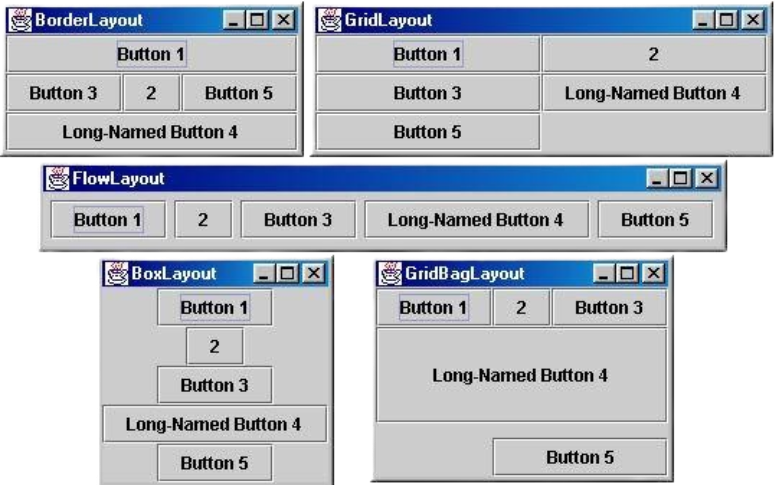 BorderLayout
Button 1
Button 3 2 Button 5
Long-Named Button 4
GridLayout
Button 1 2
Button 3 Long-Named Button 4
Button 5
FlowLayout
Button 1 2 Button 3 Long-Named Button 4 Button 5
BoxLayout
Button 1
2
Button 3
Long-Named Button 4
Button 5
GridBagLayout
Button 1 2 Button 3
Long-Named Button 4
Button 5